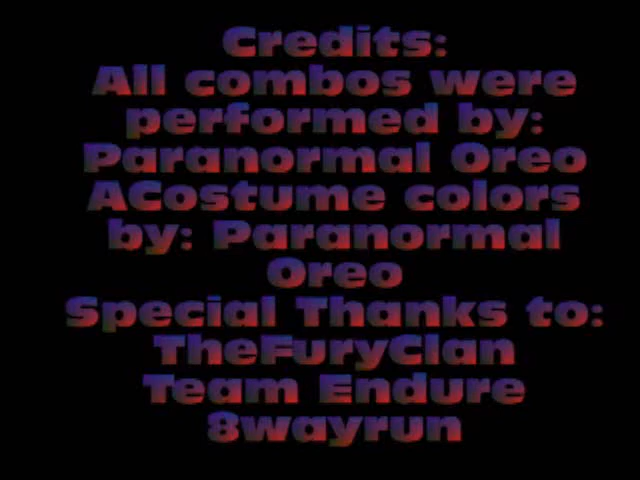 Credits:
All combos were
performed by:
Paranormal Oreo
ACostume colors
by: Paranormal
Oreo
Special Thanks to:
TheFuryClan
Team Endure
8wayrun